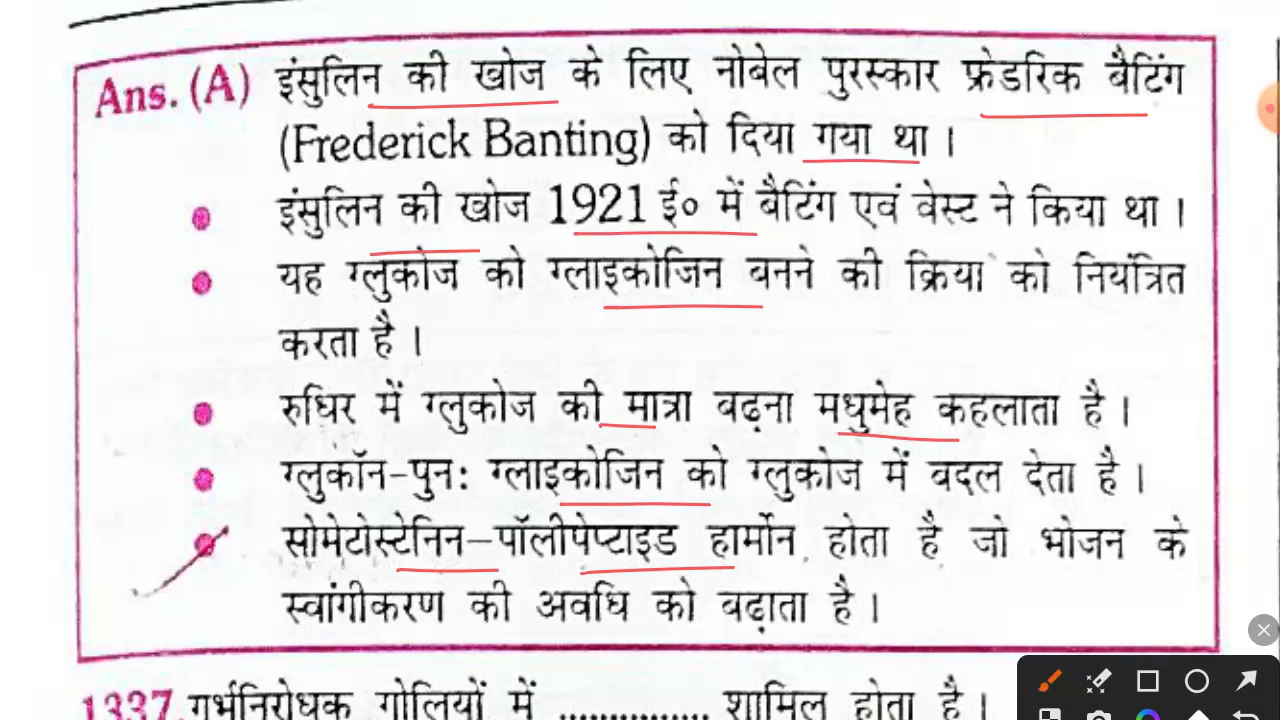 Ans. (A) इंसुलिन की खोज के लिए नोबेल पुरस्कार फ्रेडरिक बैटिंग
(Frederick Banting) को दिया गया था ।
इंसुलिन की खोज 1921 ई० में बैटिंग एवं वेस्ट ने किया था ।
यह ग्लुकोज को ग्लाइकोजिन बनने की क्रिया को नियंत्रित
करता है ।
रुधिर में ग्लुकोज की मात्रा बढ़ना मधुमेह कहलाता है ।
ग्लुकॉन-पुन: ग्लाइकोजिन को ग्लुकोज में बदल देता है ।
सोमेटोस्टेनिन-पॉलीपेप्टाइड हार्मोन होता है जो भोजन के
स्वांगीकरण की अवधि को बढ़ाता है ।
1337. गर्भनिरोधक गोलियों में ............... शामिल होता है ।